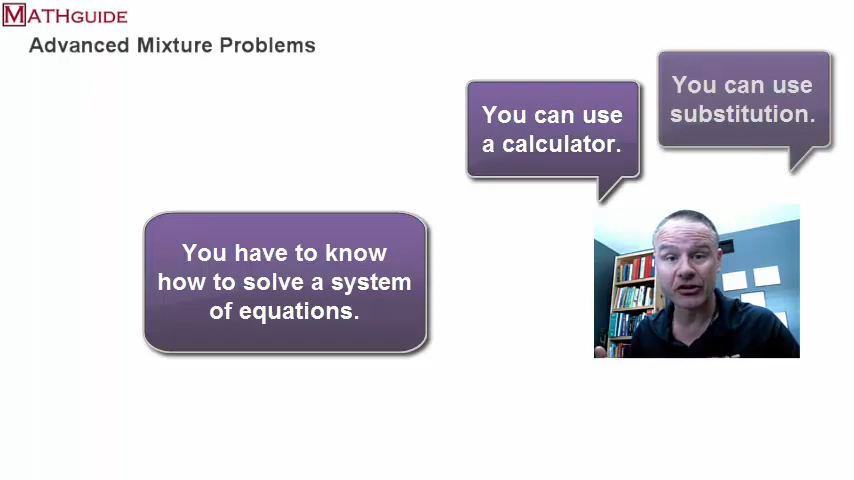 MATHGUIDE
Advanced Mixture Problems
You can use
substitution.
You can use
a calculator.
You have to know
how to solve a system
of equations.